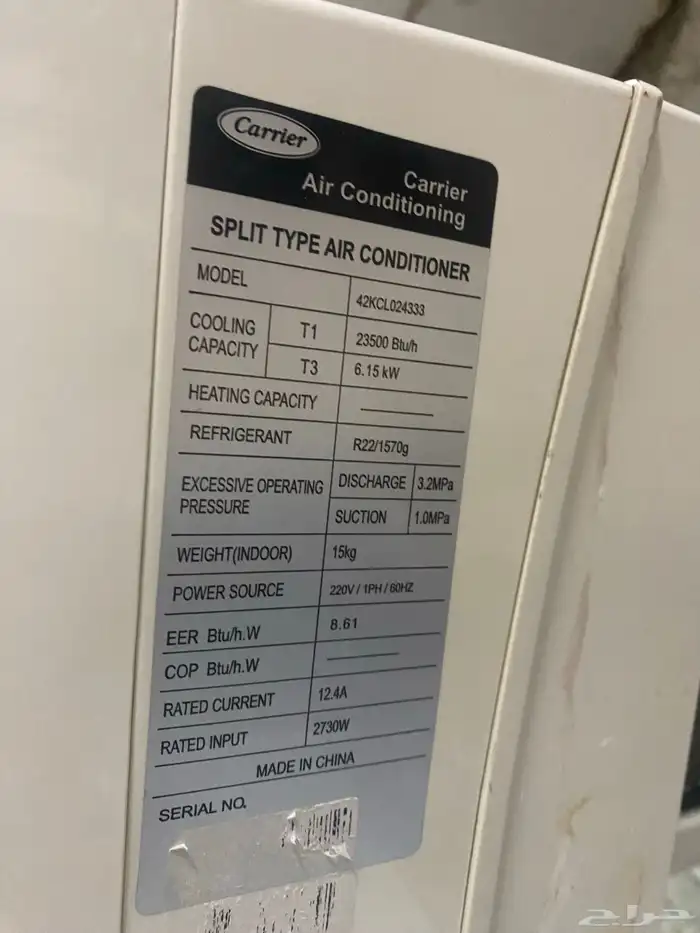 Carrier
Carrier
Air Conditioning
SPLIT TYPE AIR CONDITIONER
MODEL 42KCL024333
COOLING CAPACITY T1 23500 Btu/h
T3 6.15 kW
HEATING CAPACITY
REFRIGERANT R22/1570g
EXCESSIVE OPERATING PRESSURE DISCHARGE 3.2MPa
SUCTION 1.0MPa
WEIGHT(INDOOR) 15kg
POWER SOURCE 220V / 1PH / 60HZ
EER Btu/h.W 8.61
COP Btu/h.W
RATED CURRENT 12.4A
RATED INPUT 2730W
MADE IN CHINA
SERIAL NO.
حراج